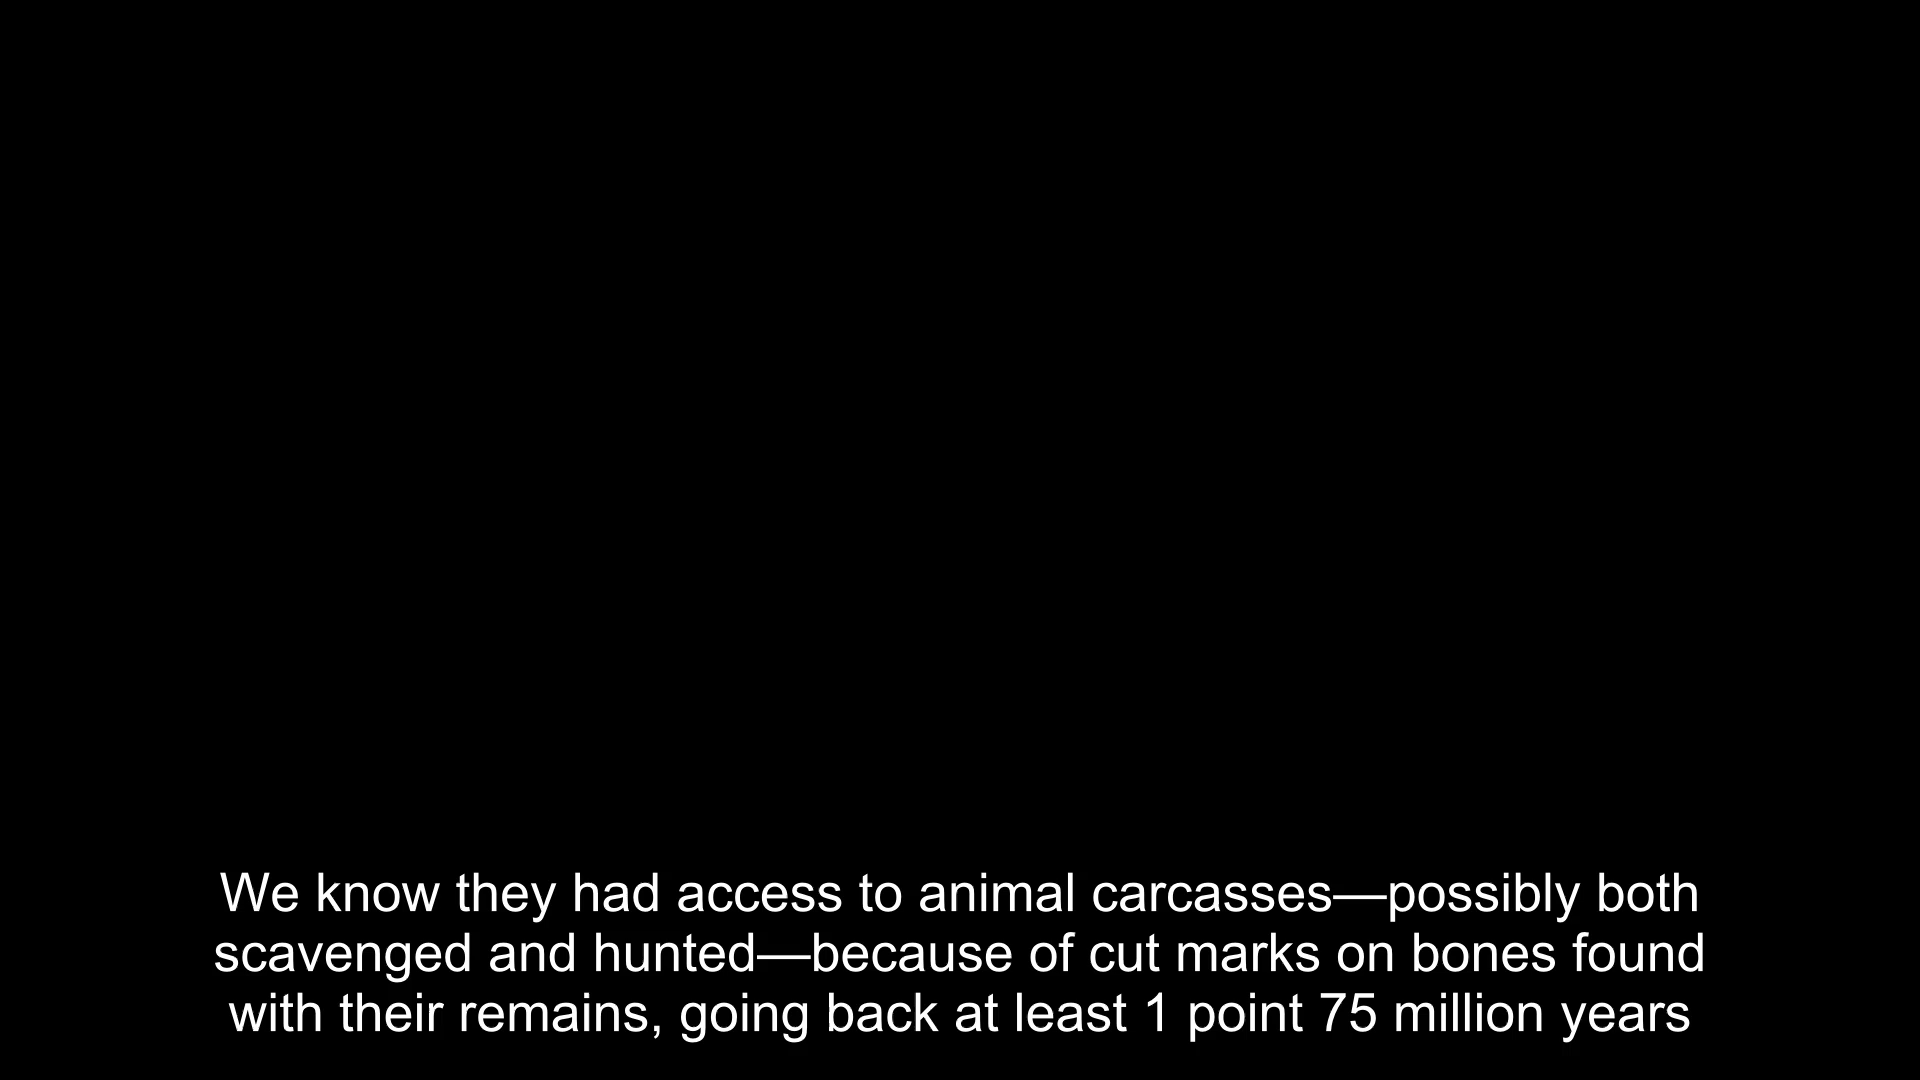 We know they had access to animal carcasses—possibly both
scavenged and hunted—because of cut marks on bones found
with their remains, going back at least 1 point 75 million years